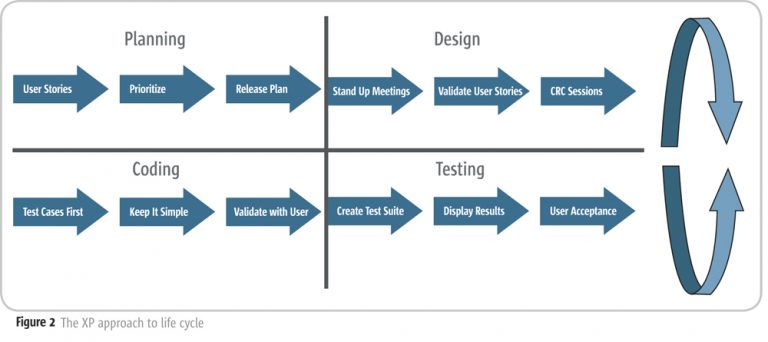 Planning
Design
User Stories
Prioritize
Release Plan
Stand Up Meetings
Validate User Stories
CRC Sessions
Coding
Testing
Test Cases First
Keep It Simple
Validate with User
Create Test Suite
Display Results
User Acceptance
Figure 2 The XP approach to life cycle